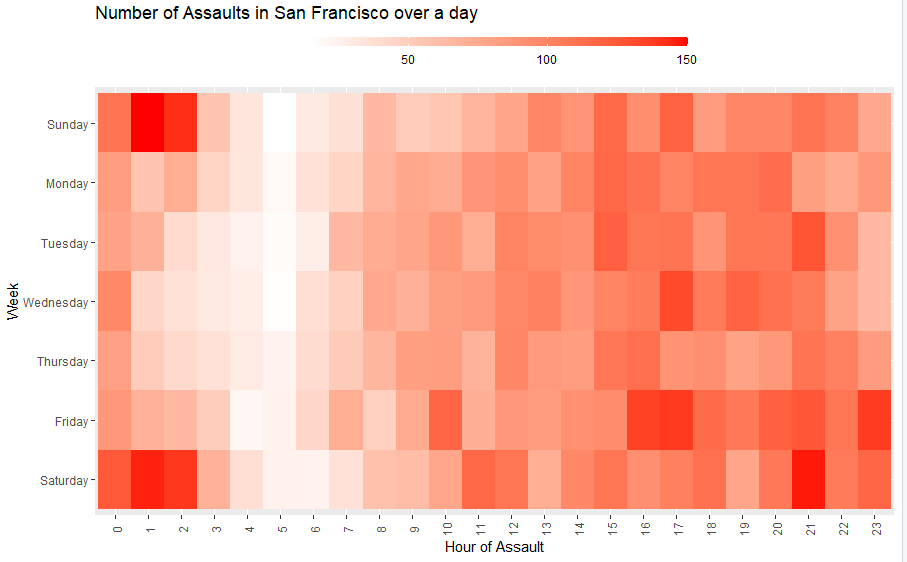 Number of Assaults in San Francisco over a day
50 100 150
Week
Sunday
Monday
Tuesday
Wednesday
Thursday
Friday
Saturday
0 1 2 3 4 5 6 7 8 9 10 11 12 13 14 15 16 17 18 19 20 21 22 23
Hour of Assault